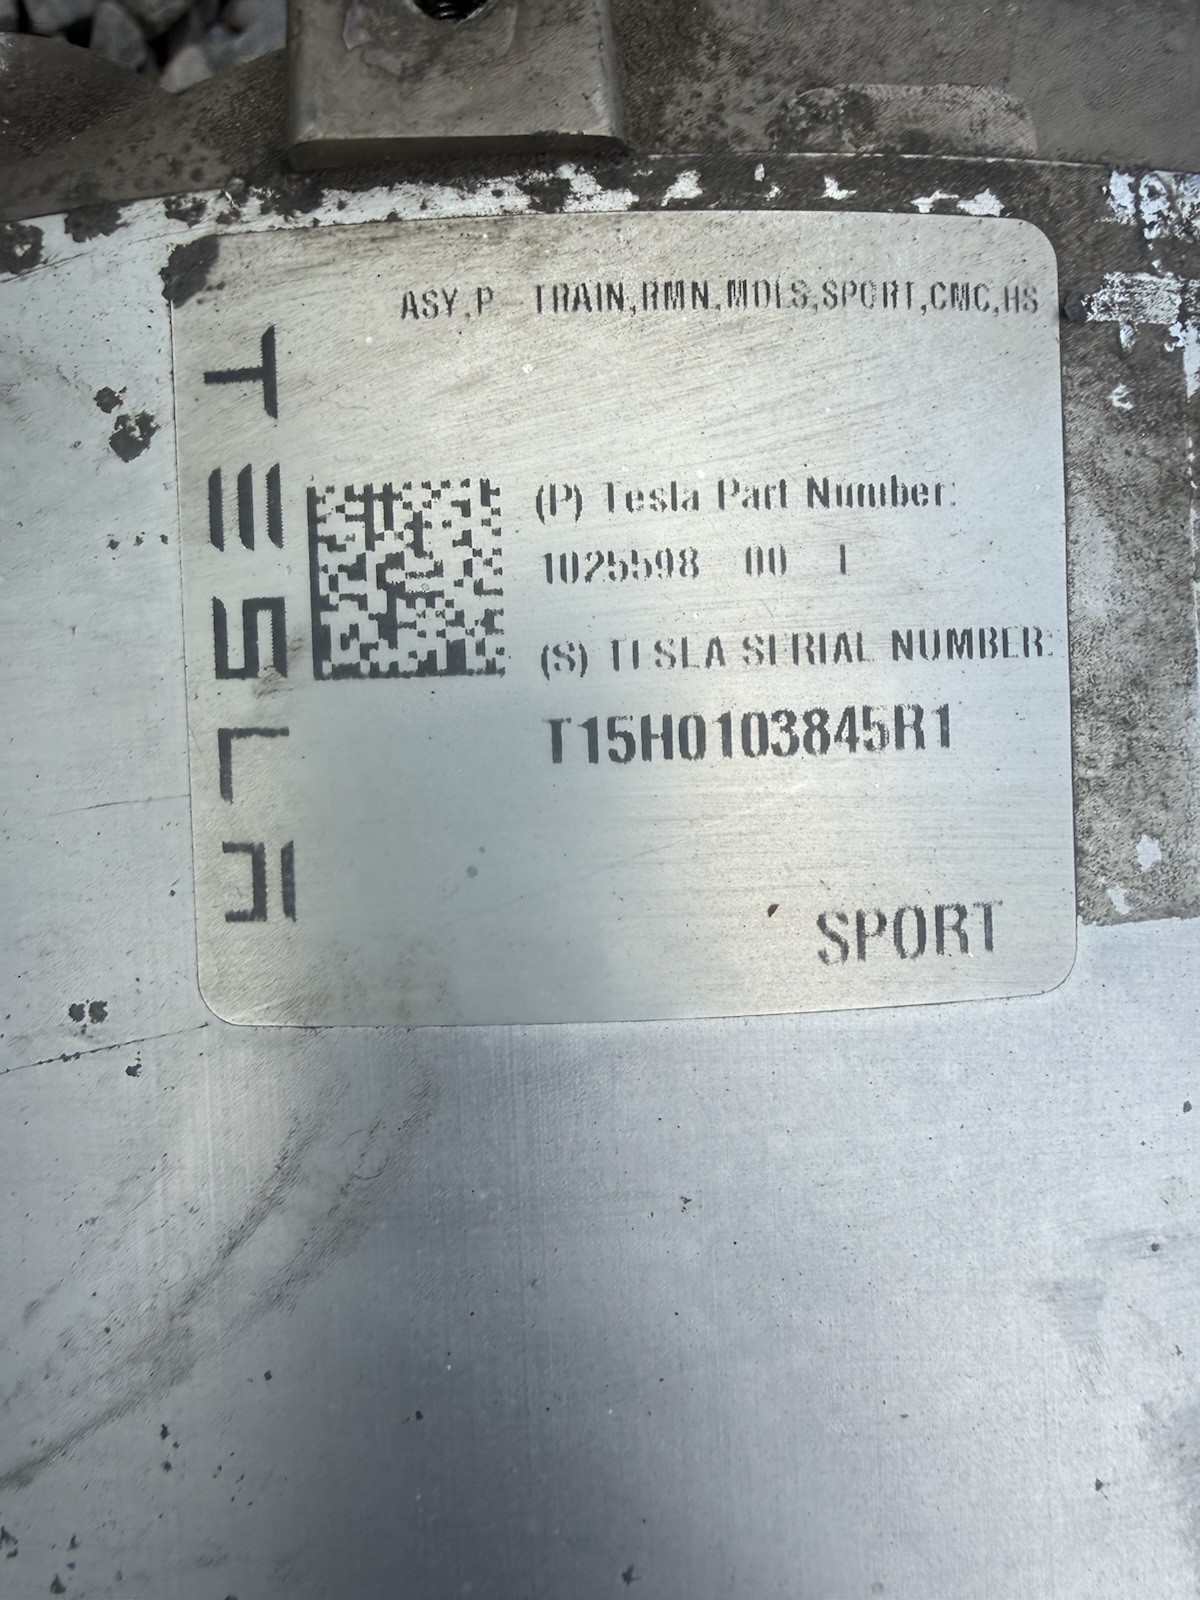 ASY,P-TRAIN,RMN,MDLS,SPORT,CMC,HS
TESLA
(P) Tesla Part Number:
1025598 00
(S) TESLA SERIAL NUMBER:
T15H0103845R1
SPORT